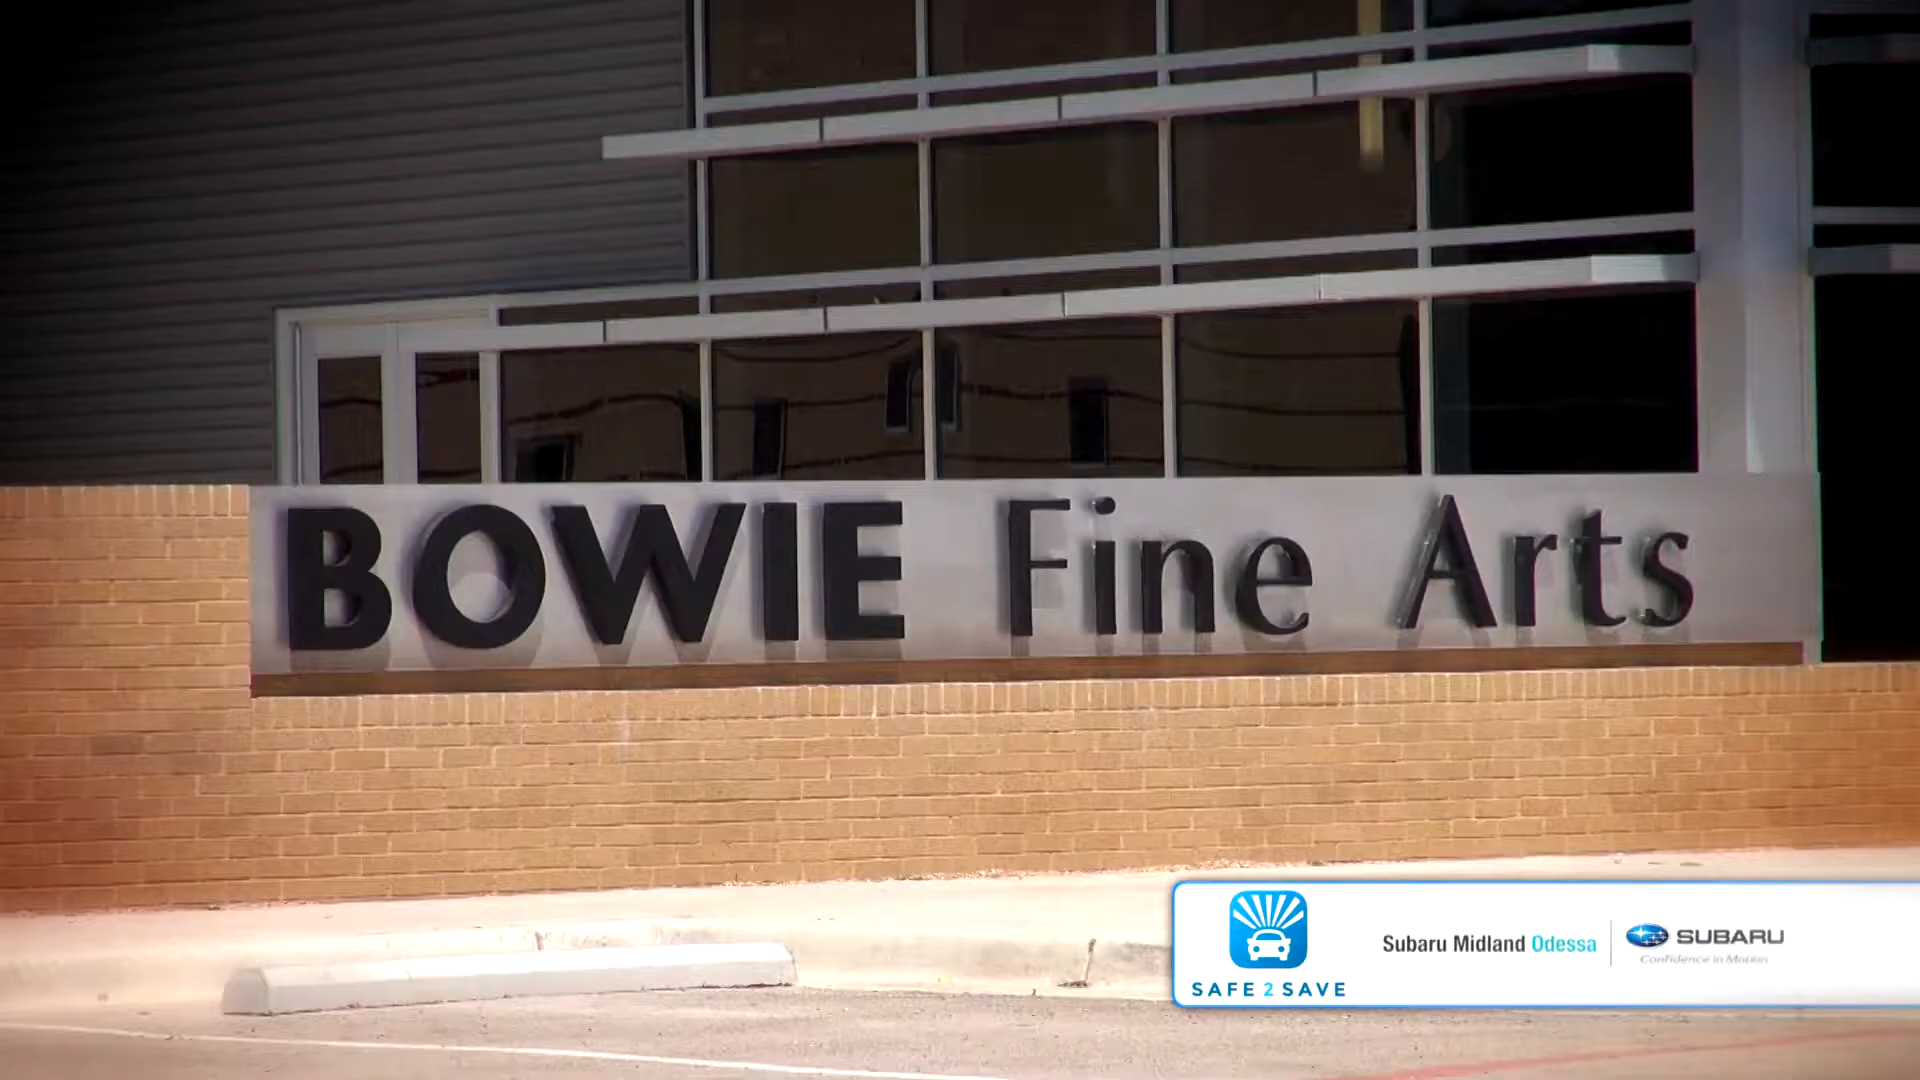 BOWIE Fine Arts
SAFE 2 SAVE
Subaru Midland Odessa
SUBARU
Confidence in Motion